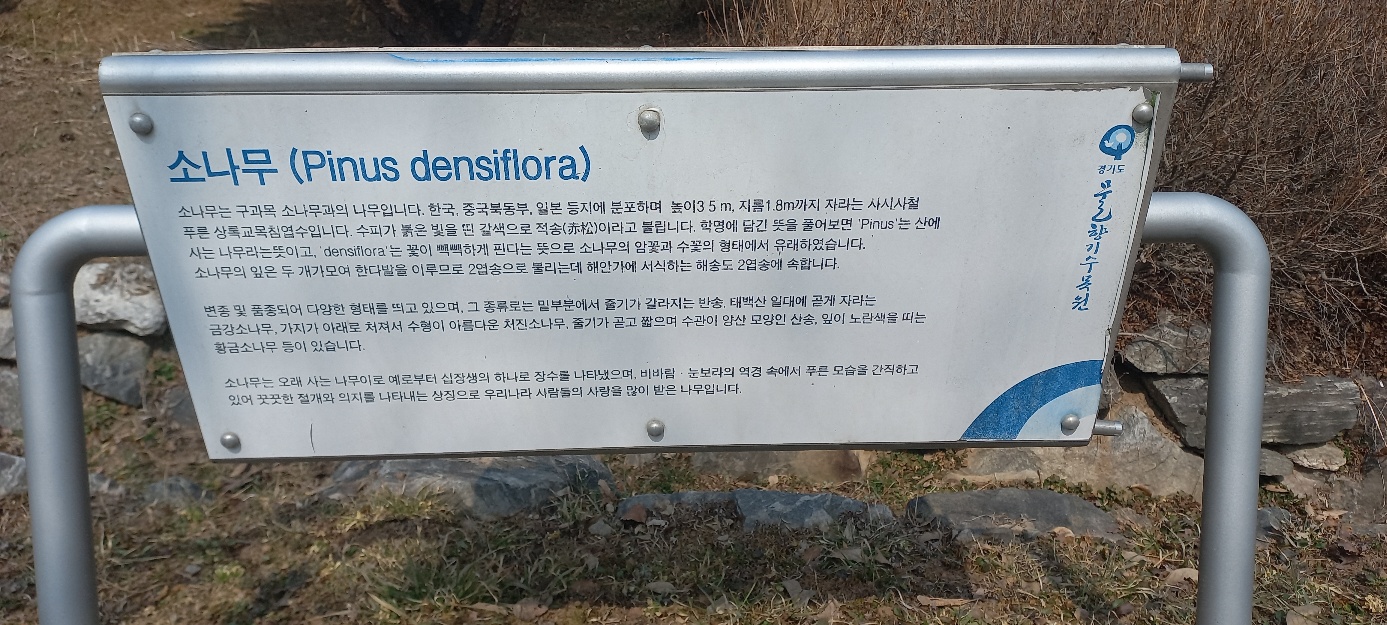 소나무 (Pinus densiflora)
소나무는 구과목 소나무과의 나무입니다. 한국, 중국북동부, 일본 등지에 분포하며 높이3 5 m, 지름1.8m까지 자라는 사시사철
푸른 상록교목침엽수입니다. 수피가 붉은 빛을 띤 갈색으로 적송(赤松)이라고 불립니다. 학명에 담긴 뜻을 풀어보면 'Pinus'는 산에
사는 나무라는뜻이고, 'densiflora'는 꽃이 빽빽하게 핀다는 뜻으로 소나무의 암꽃과 수꽃의 형태에서 유래하였습니다.
소나무의 잎은 두 개가모여 한다발을 이루므로 2엽송으로 불리는데 해안가에 서식하는 해송도 2엽송에 속합니다.
변종 및 품종되어 다양한 형태를 띄고 있으며, 그 종류로는 밑부분에서 줄기가 갈라지는 반송, 태백산 일대에 곧게 자라는
금강소나무, 가지가 아래로 처져서 수형이 아름다운 처진소나무, 줄기가 곧고 짧으며 수관이 양산 모양인 산송, 잎이 노란색을 띠는
황금소나무 등이 있습니다.
소나무는 오래 사는 나무이로 예로부터 십장생의 하나로 장수를 나타냈으며, 비바람 · 눈보라의 역경 속에서 푸른 모습을 간직하고
있어 꿋꿋한 절개와 의지를 나타내는 상징으로 우리나라 사람들의 사랑을 많이 받은 나무입니다.
경기도
물향기수목원